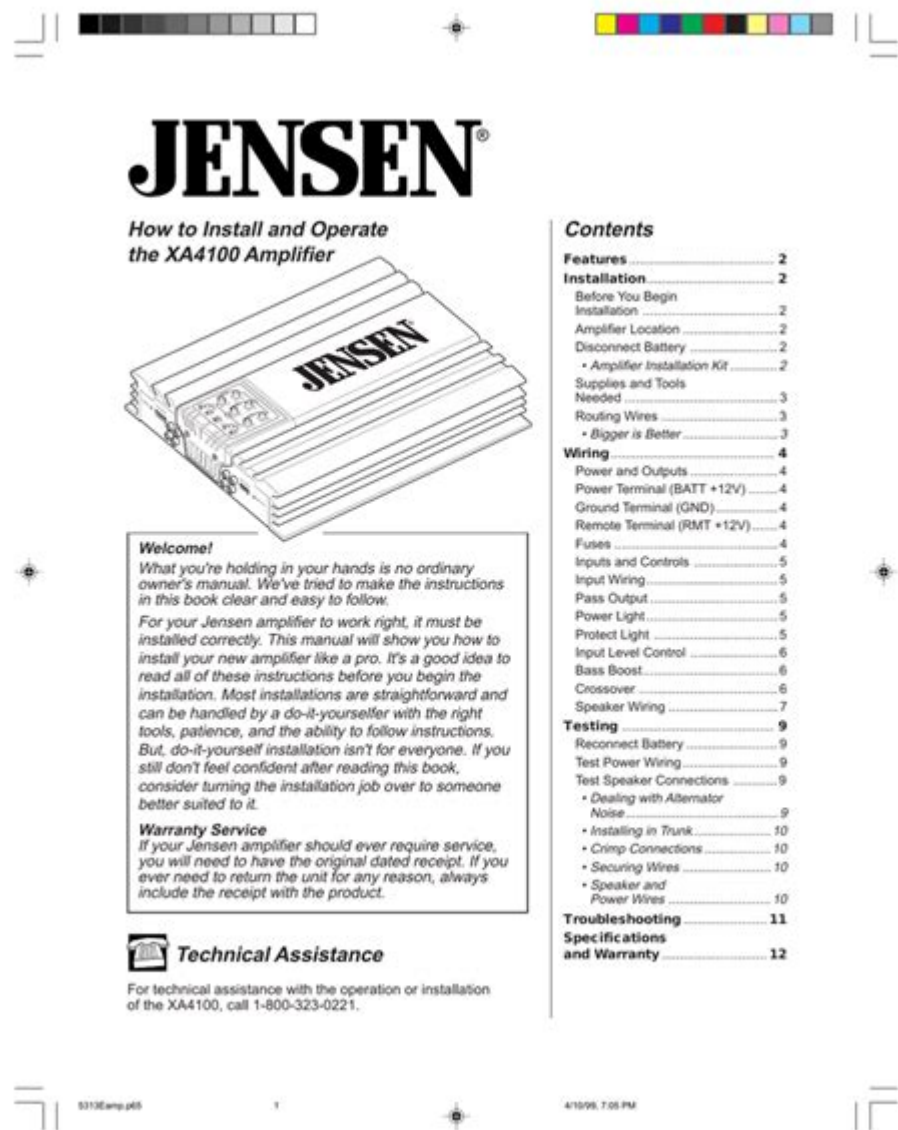 JENSEN®
How to Install and Operate
the XA4100 Amplifier
JENSEN
Welcome!
What you're holding in your hands is no ordinary
owner's manual. We've tried to make the instructions
in this book clear and easy to follow.
For your Jensen amplifier to work right, it must be
installed correctly. This manual will show you how to
install your new amplifier like a pro. It's a good idea to
read all of these instructions before you begin the
installation. Most installations are straightforward and
can be handled by a do-it-yourselfer with the right
tools, patience, and the ability to follow instructions.
But, do-it-yourself installation isn't for everyone. If you
still don't feel confident after reading this book,
consider turning the installation job over to someone
better suited to it.
Warranty Service
If your Jensen amplifier should ever require service,
you will need to have the original dated receipt. If you
ever need to return the unit for any reason, always
include the receipt with the product.
Technical Assistance
For technical assistance with the operation or installation
of the XA4100, call 1-800-323-0221.
Contents
Features 2
Installation 2
Before You Begin
Installation 2
Amplifier Location 2
Disconnect Battery 2
• Amplifier Installation Kit 2
Supplies and Tools
Needed 3
Routing Wires 3
• Bigger is Better 3
Wiring 4
Power and Outputs 4
Power Terminal (BATT +12V) 4
Ground Terminal (GND) 4
Remote Terminal (RMT +12V) 4
Fuses 4
Inputs and Controls 5
Input Wiring 5
Pass Output 5
Power Light 5
Protect Light 5
Input Level Control 6
Bass Boost 6
Crossover 6
Speaker Wiring 7
Testing 9
Reconnect Battery 9
Test Power Wiring 9
Test Speaker Connections 9
• Dealing with Alternator
Noise 9
• Installing in Trunk 10
• Crimp Connections 10
• Securing Wires 10
• Speaker and
Power Wires 10
Troubleshooting 11
Specifications
and Warranty 12
5313Eamp.p65 1 4/10/99, 7:05 PM